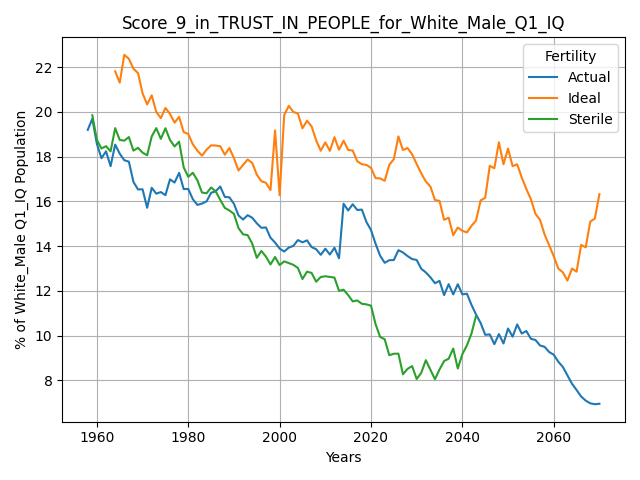 Score_9_in_TRUST_IN_PEOPLE_for_White_Male_Q1_IQ
% of White_Male Q1_IQ Population
22
20
18
16
14
12
10
8
Fertility
Actual
Ideal
Sterile
1960
1980
2000
2020
2040
2060
Years